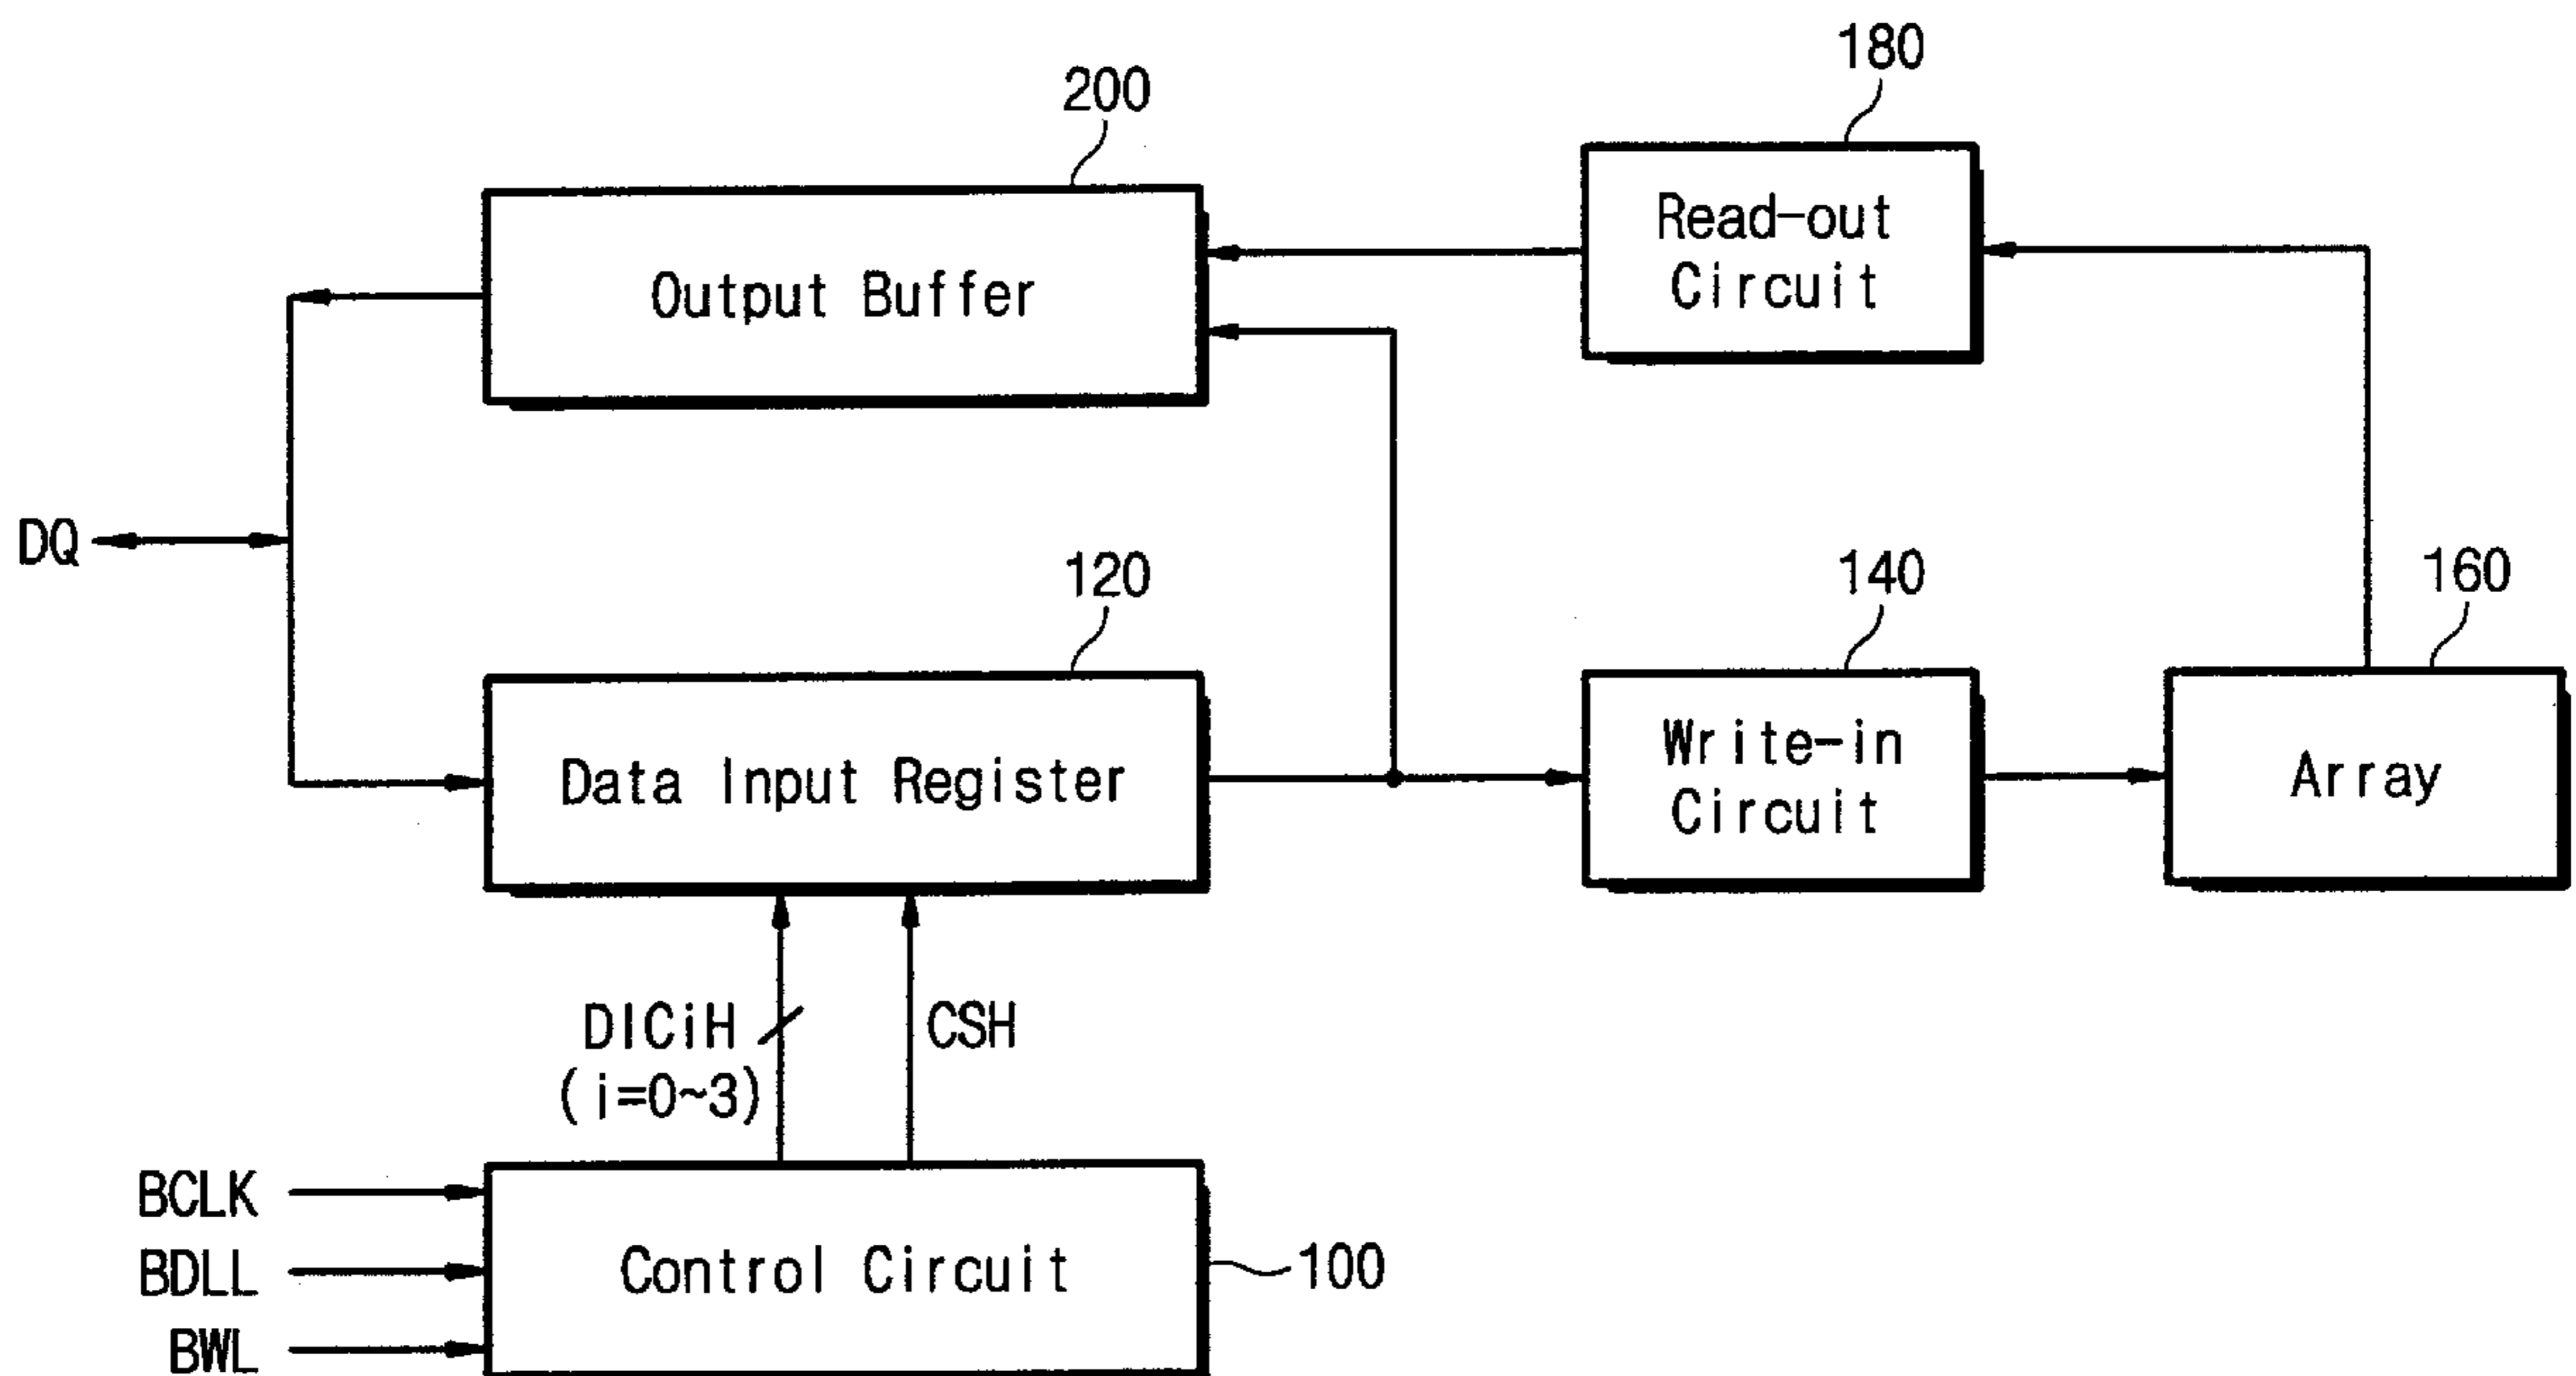 180
200
Read-out
Circuit
Output Buffer
DQ
120
140
160
Write-in
Circuit
Data Input Register
Array
DICiH
(i=0~3)
CSH
BCLK
BDLL
BWL
Control Circuit
100